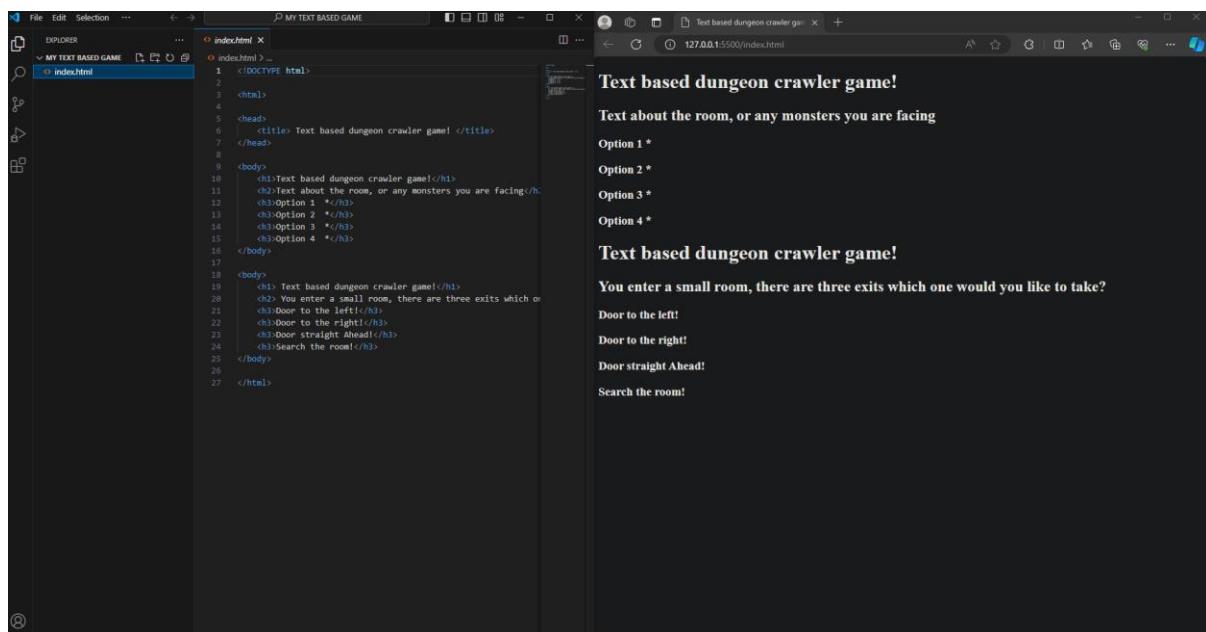 File Edit Selection ··· ← → MY TEXT BASED GAME
EXPLORER ···
MY TEXT BASED GAME
index.html
index.html ×
index.html > ...
1 <!DOCTYPE html>
2
3 <html>
4
5 <head>
6 <title> Text based dungeon crawler game! </title>
7 </head>
8
9 <body>
10 <h1>Text based dungeon crawler game!</h1>
11 <h2>Text about the room, or any monsters you are facing</h
12 <h3>Option 1 *</h3>
13 <h3>Option 2 *</h3>
14 <h3>Option 3 *</h3>
15 <h3>Option 4 *</h3>
16 </body>
17
18 <body>
19 <h1> Text based dungeon crawler game!</h1>
20 <h2> You enter a small room, there are three exits which
21 <h3>Door to the left!</h3>
22 <h3>Door to the right!</h3>
23 <h3>Door straight Ahead!</h3>
24 <h3>Search the room!</h3>
25 </body>
26
27 </html>
Text based dungeon crawler gam × +
127.0.0.1:5500/index.html
Text based dungeon crawler game!
Text about the room, or any monsters you are facing
Option 1 *
Option 2 *
Option 3 *
Option 4 *
Text based dungeon crawler game!
You enter a small room, there are three exits which one would you like to take?
Door to the left!
Door to the right!
Door straight Ahead!
Search the room!